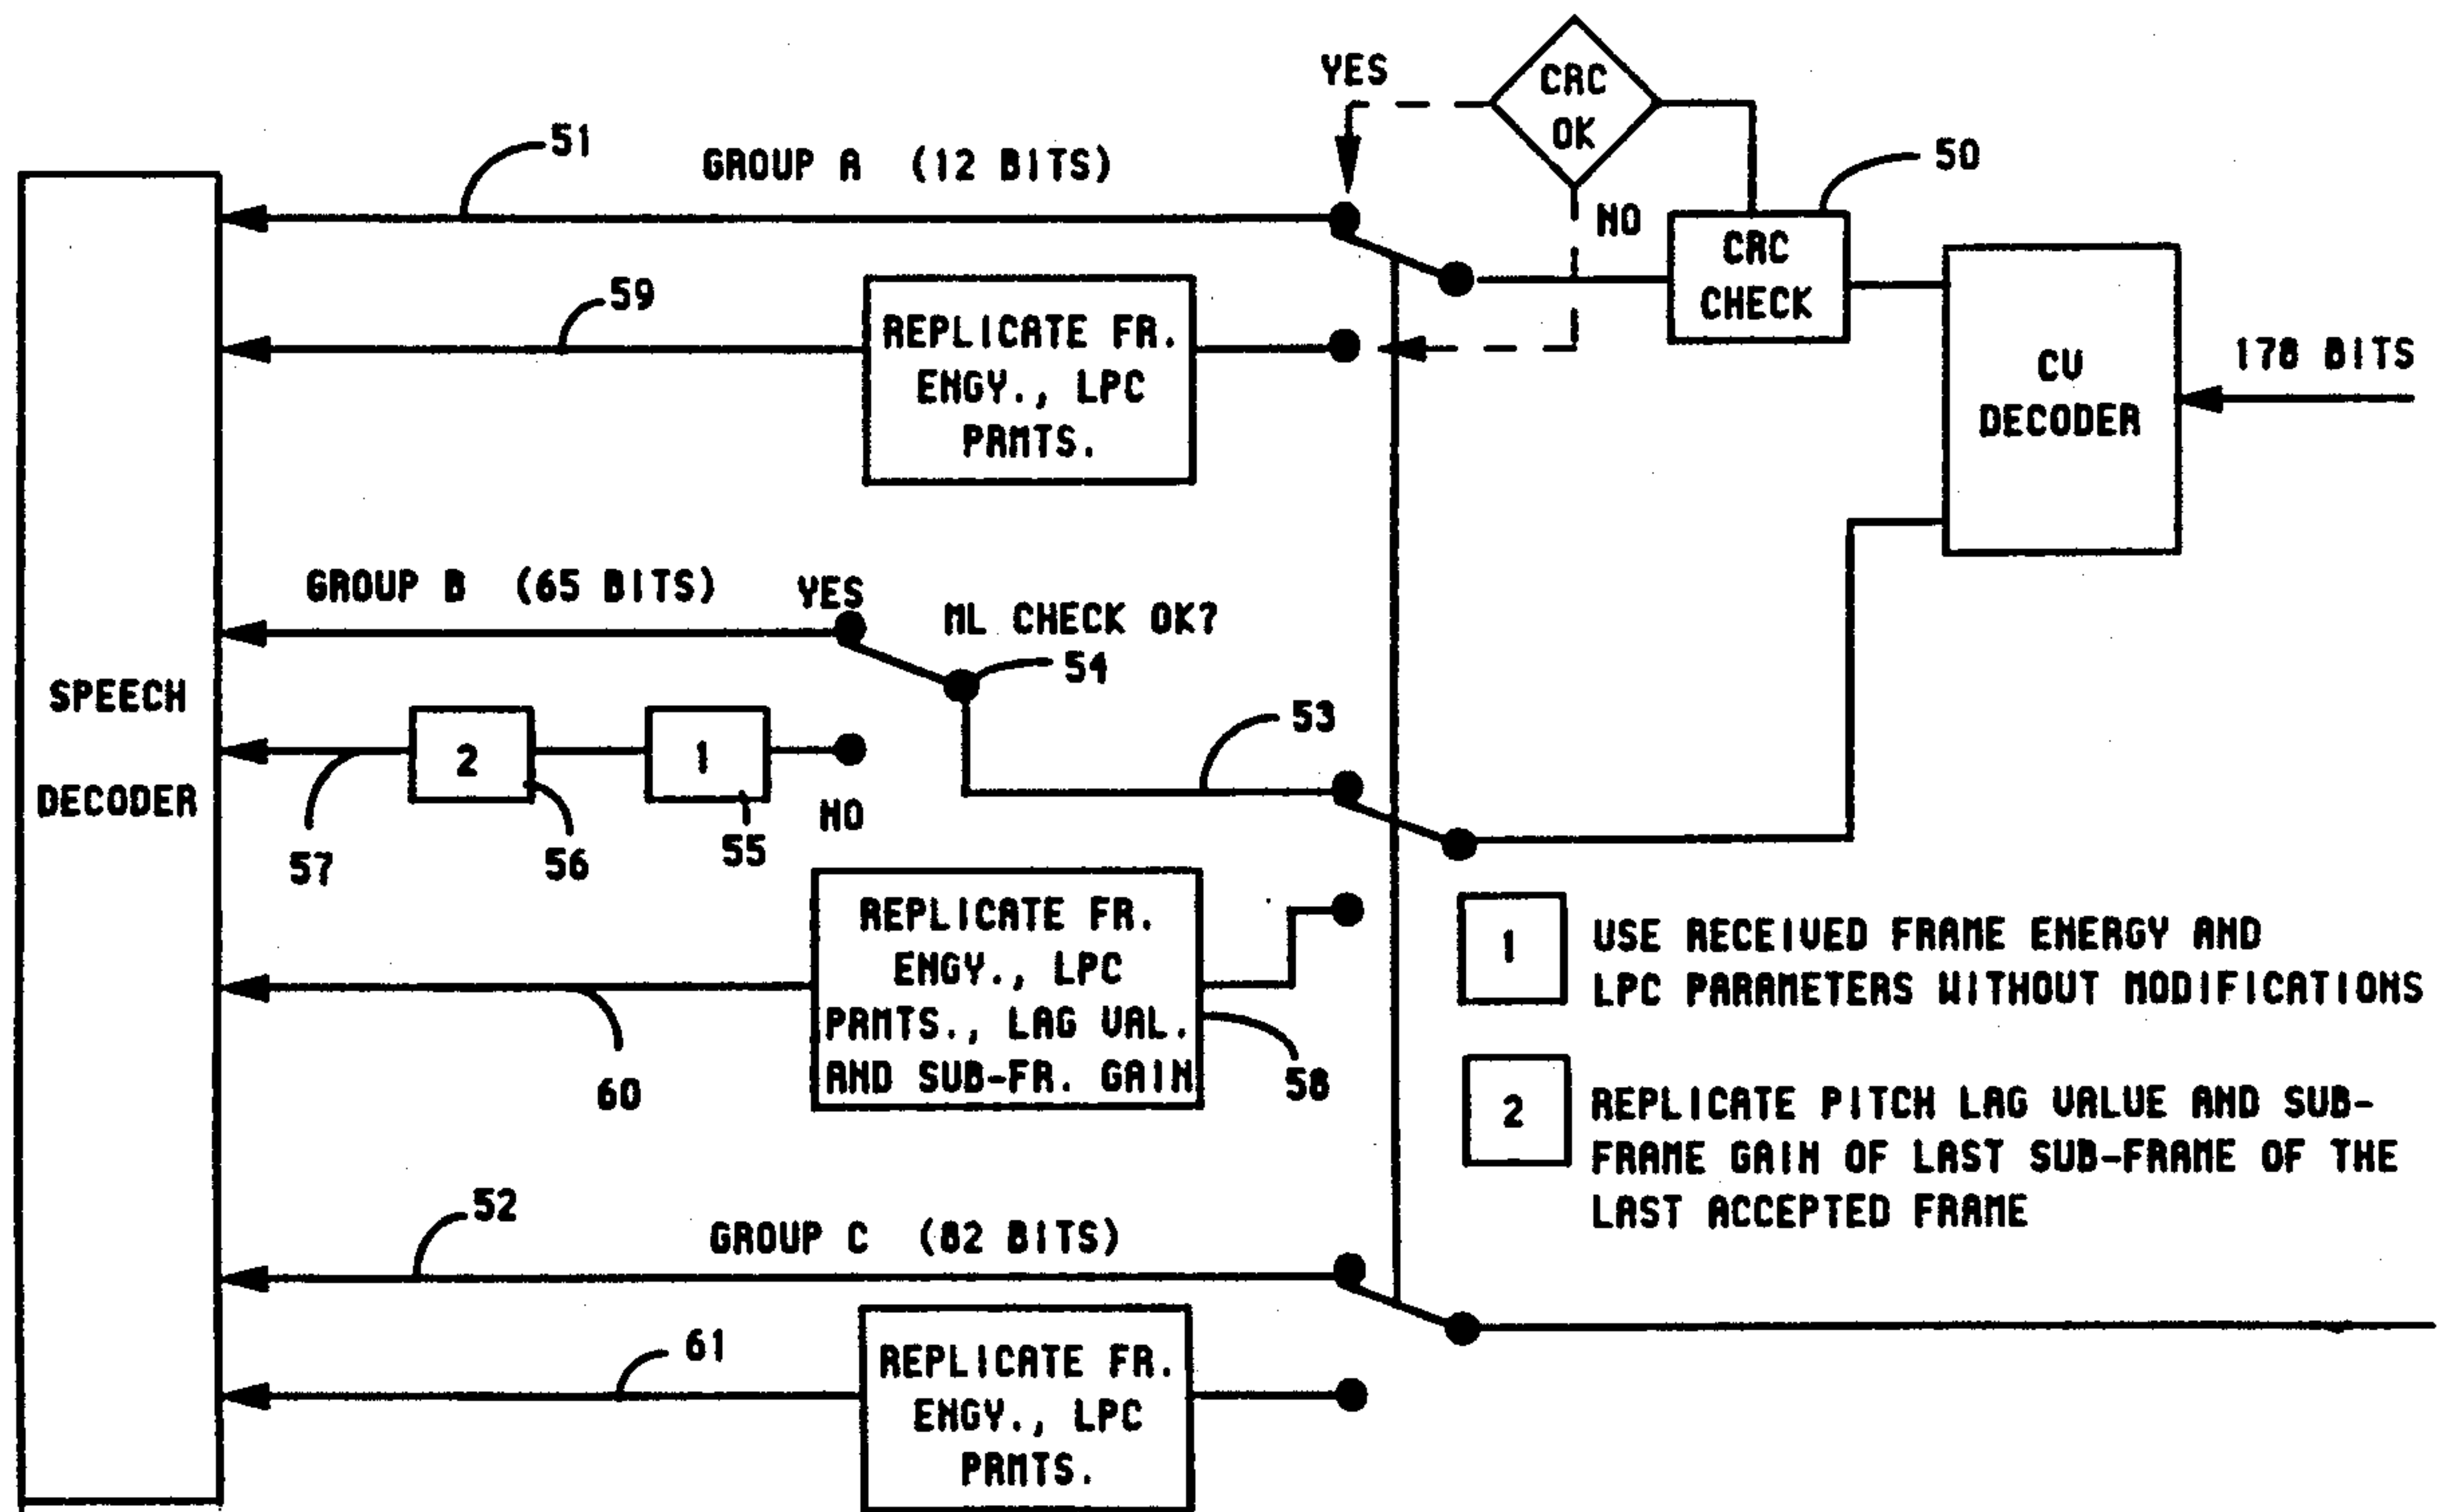 YES
CRC
OK
51
GROUP A (12 BITS)
50
NO
CRC
CHECK
59
REPLICATE FR.
ENGY., LPC
PRMTS.
CV
DECODER
178 BITS
GROUP B (65 BITS)
YES
ML CHECK OK?
54
SPEECH
DECODER
53
2
1
NO
57
56
55
REPLICATE FR.
ENGY., LPC
PRMTS., LAG VAL.
AND SUB-FR. GAIN
58
60
1
USE RECEIVED FRAME ENERGY AND
LPC PARAMETERS WITHOUT MODIFICATIONS
2
REPLICATE PITCH LAG VALUE AND SUB-
FRAME GAIN OF LAST SUB-FRAME OF THE
LAST ACCEPTED FRAME
52
GROUP C (82 BITS)
61
REPLICATE FR.
ENGY., LPC
PRMTS.